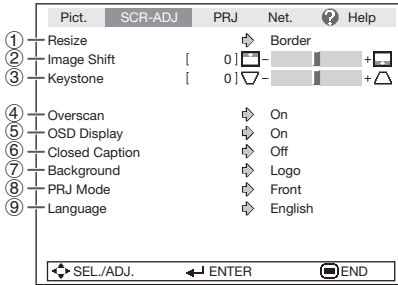 Pict. SCR-ADJ PRJ Net. ? Help
① Resize Border
② Image Shift [ 0 ] - +
③ Keystone [ 0 ] - +
④ Overscan On
⑤ OSD Display On
⑥ Closed Caption Off
⑦ Background Logo
⑧ PRJ Mode Front
⑨ Language English
SEL./ADJ. ENTER END